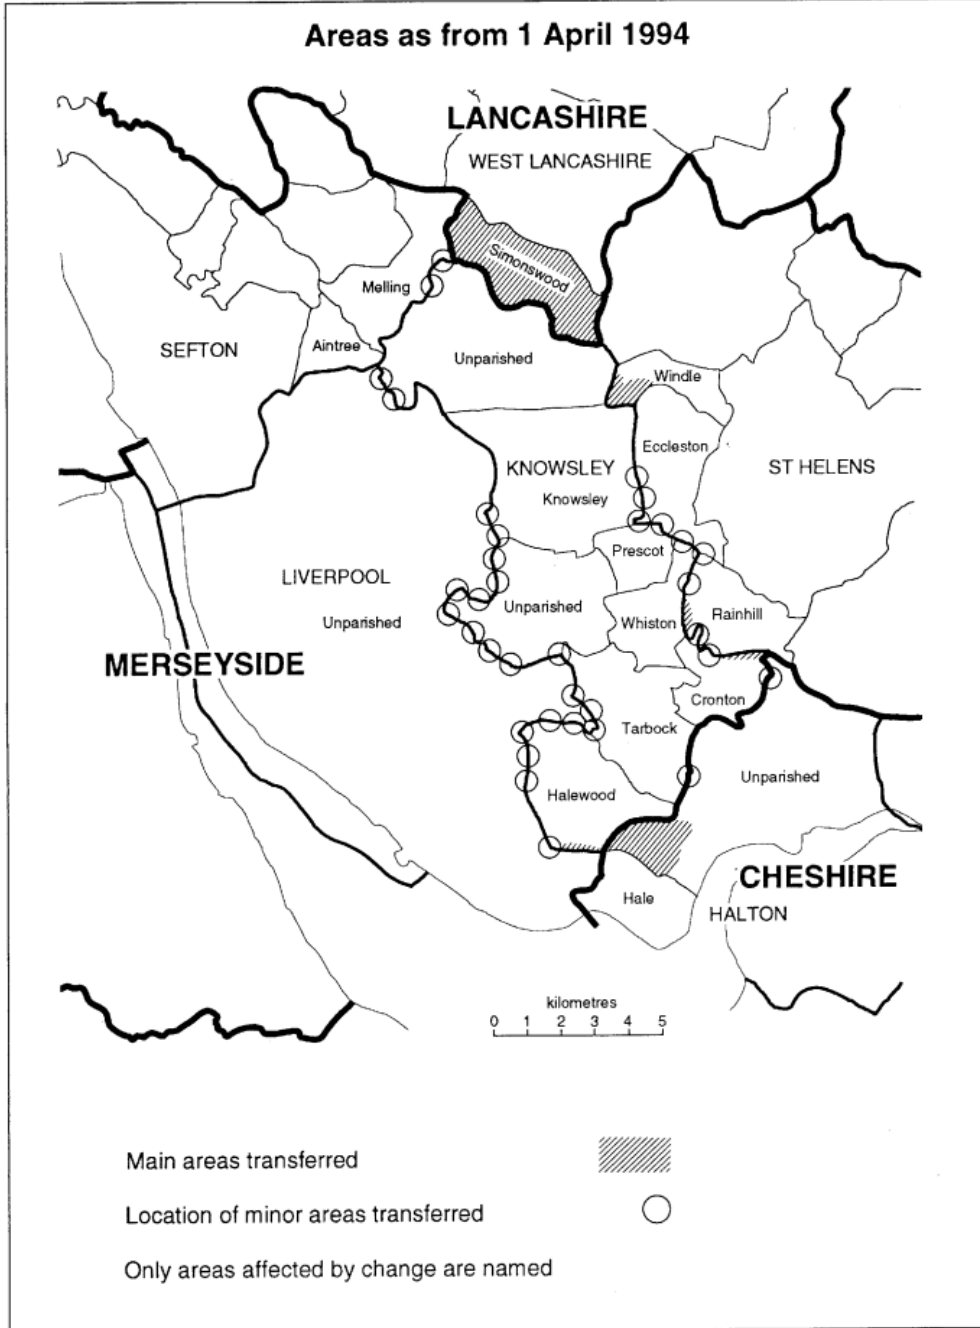 Areas as from 1 April 1994
LANCASHIRE
WEST LANCASHIRE
Simonswood
Melling
SEFTON
Aintree
Unparished
Windle
Eccleston
KNOWSLEY
ST HELENS
Knowsley
Prescot
LIVERPOOL
Unparished
Unparished
Whiston
Rainhill
MERSEYSIDE
Cronton
Tarbock
Unparished
Halewood
CHESHIRE
Hale
HALTON
kilometres
0 1 2 3 4 5
Main areas transferred
Location of minor areas transferred
Only areas affected by change are named